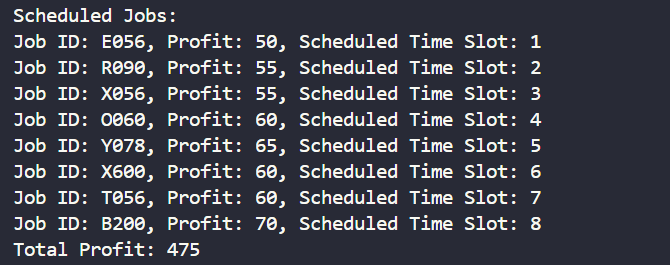 Scheduled Jobs:
Job ID: E056, Profit: 50, Scheduled Time Slot: 1
Job ID: R090, Profit: 55, Scheduled Time Slot: 2
Job ID: X056, Profit: 55, Scheduled Time Slot: 3
Job ID: O060, Profit: 60, Scheduled Time Slot: 4
Job ID: Y078, Profit: 65, Scheduled Time Slot: 5
Job ID: X600, Profit: 60, Scheduled Time Slot: 6
Job ID: T056, Profit: 60, Scheduled Time Slot: 7
Job ID: B200, Profit: 70, Scheduled Time Slot: 8
Total Profit: 475